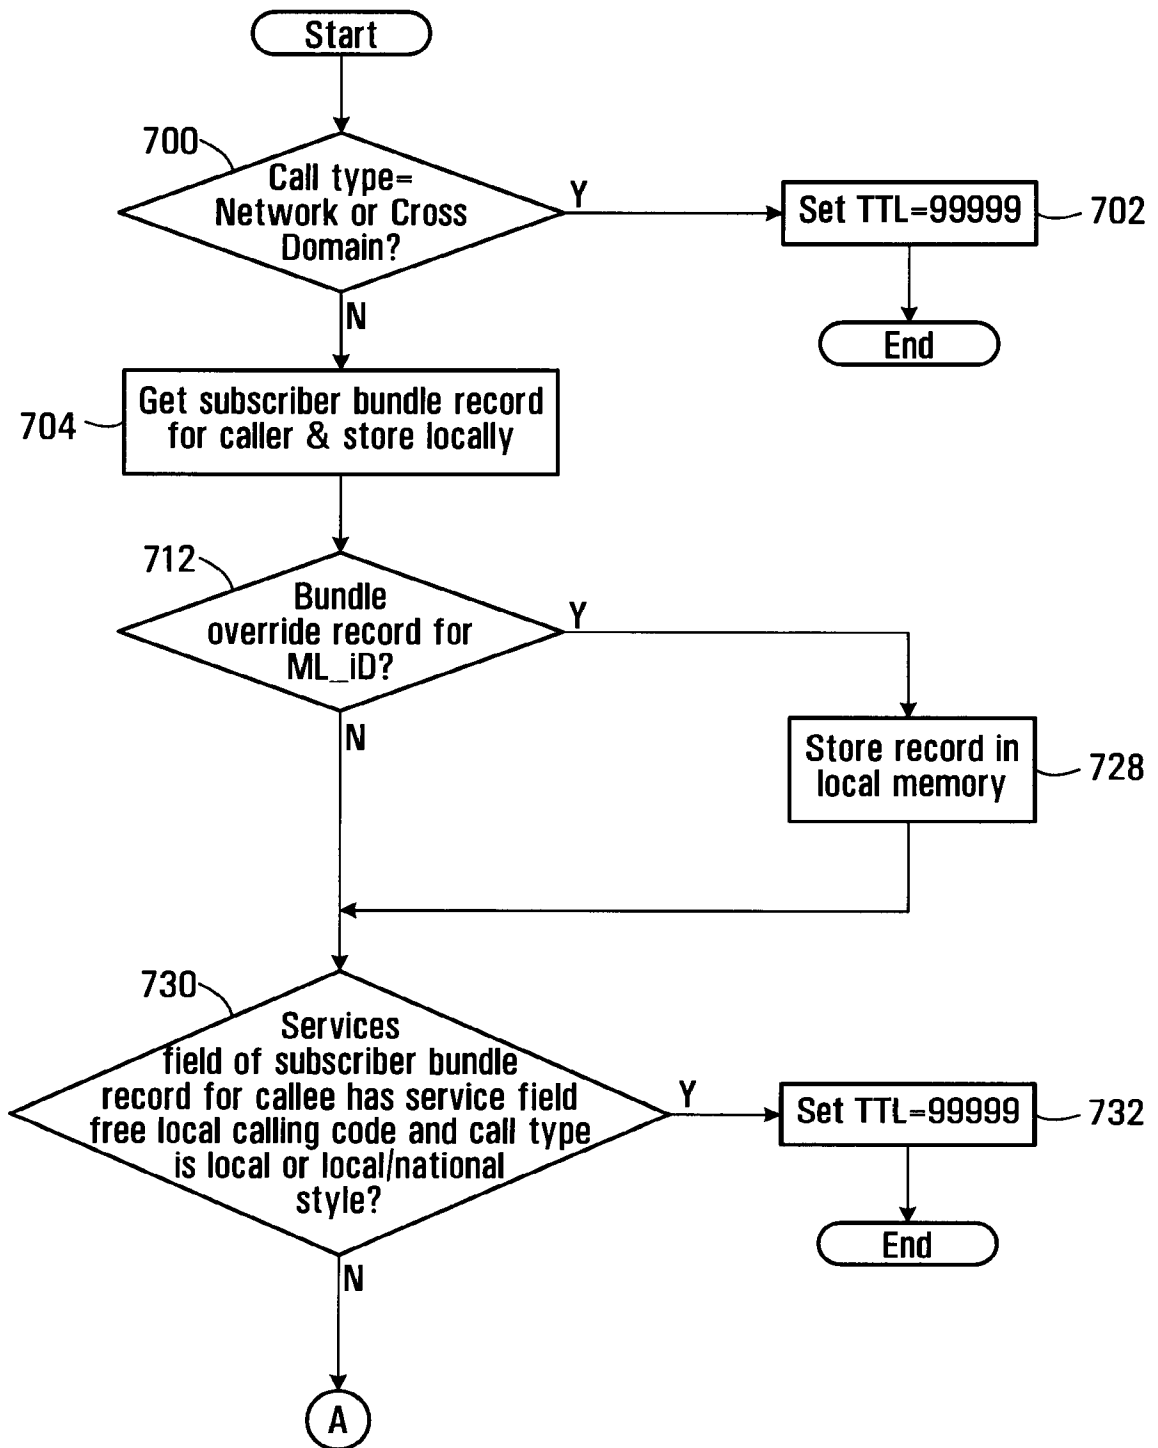 Start
700
Call type=
Network or Cross
Domain?
Y
Set TTL=99999
702
End
N
704
Get subscriber bundle record
for caller & store locally
712
Bundle
override record for
ML_iD?
Y
N
Store record in
local memory
728
730
Services
field of subscriber bundle
record for callee has service field
free local calling code and call type
is local or local/national
style?
Y
Set TTL=99999
732
End
N
A